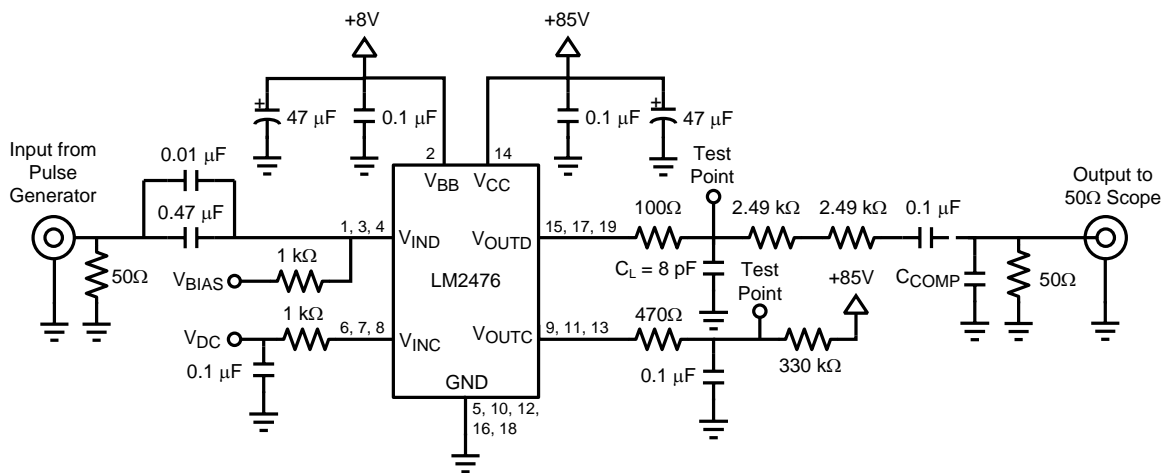 +8V
+85V
47 µF
0.1 µF
0.1 µF
47 µF
Input from
Pulse
Generator
0.01 µF
0.47 µF
50Ω
2
14
VBB
VCC
Test
Point
Output to
50Ω Scope
1, 3, 4
VIND
VOUTD
15, 17, 19
100Ω
2.49 kΩ
2.49 kΩ
0.1 µF
VBIAS
1 kΩ
LM2476
CL = 8 pF
Test
Point
+85V
CCOMP
50Ω
VDC
1 kΩ
6, 7, 8
VINC
VOUTC
9, 11, 13
470Ω
330 kΩ
0.1 µF
0.1 µF
GND
5, 10, 12,
16, 18